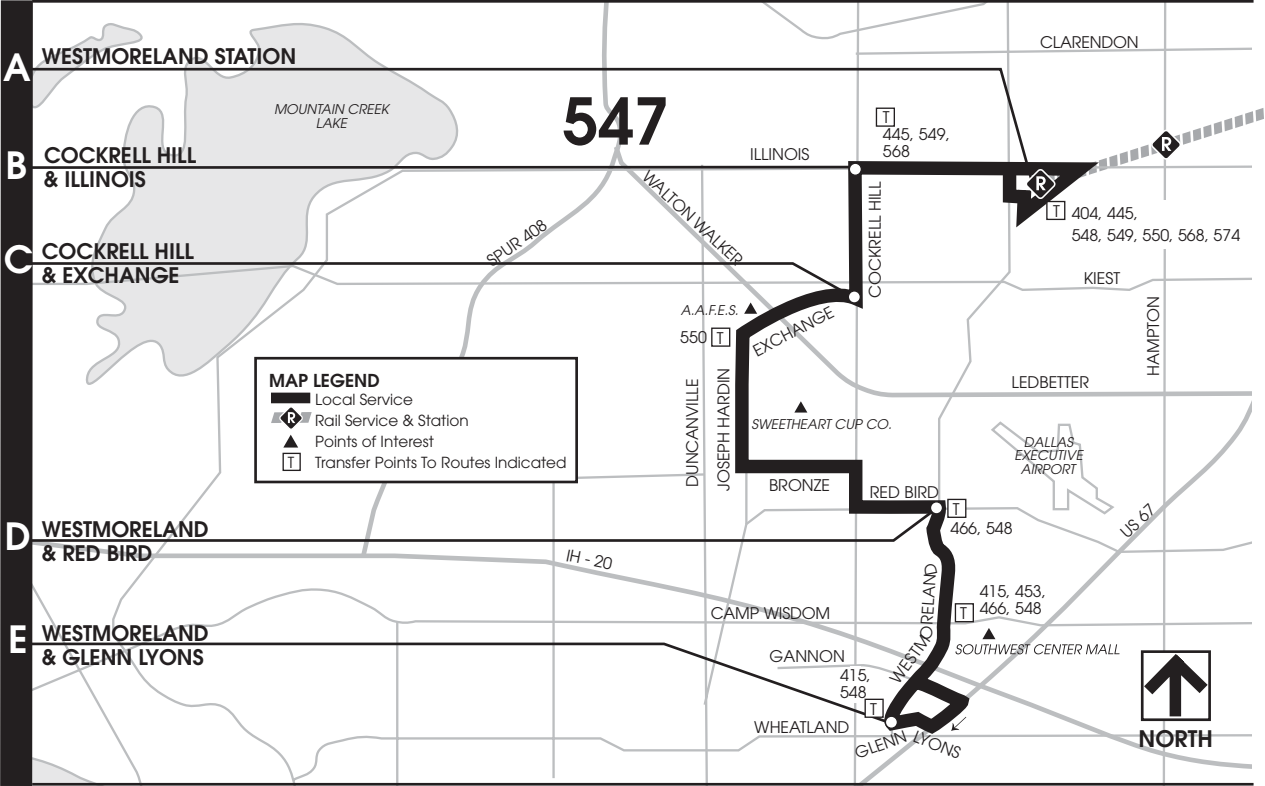 A
WESTMORELAND STATION
CLARENDON
MOUNTAIN CREEK
LAKE
547
T
445, 549,
568
R
B
COCKRELL HILL
& ILLINOIS
ILLINOIS
R
WALTON WALKER
COCKRELL HILL
T
404, 445,
548, 549, 550, 568, 574
SPUR 408
C
COCKRELL HILL
& EXCHANGE
KIEST
A.A.F.E.S.
EXCHANGE
550 T
HAMPTON
MAP LEGEND
Local Service
R Rail Service & Station
Points of Interest
T Transfer Points To Routes Indicated
DUNCANVILLE
JOSEPH HARDIN
LEDBETTER
SWEETHEART CUP CO.
DALLAS
EXECUTIVE
AIRPORT
BRONZE
RED BIRD
T
466, 548
US 67
D
WESTMORELAND
& RED BIRD
IH - 20
WESTMORELAND
415, 453,
T 466, 548
CAMP WISDOM
E
WESTMORELAND
& GLENN LYONS
SOUTHWEST CENTER MALL
GANNON
415,
548
T
WHEATLAND
GLENN LYONS
NORTH